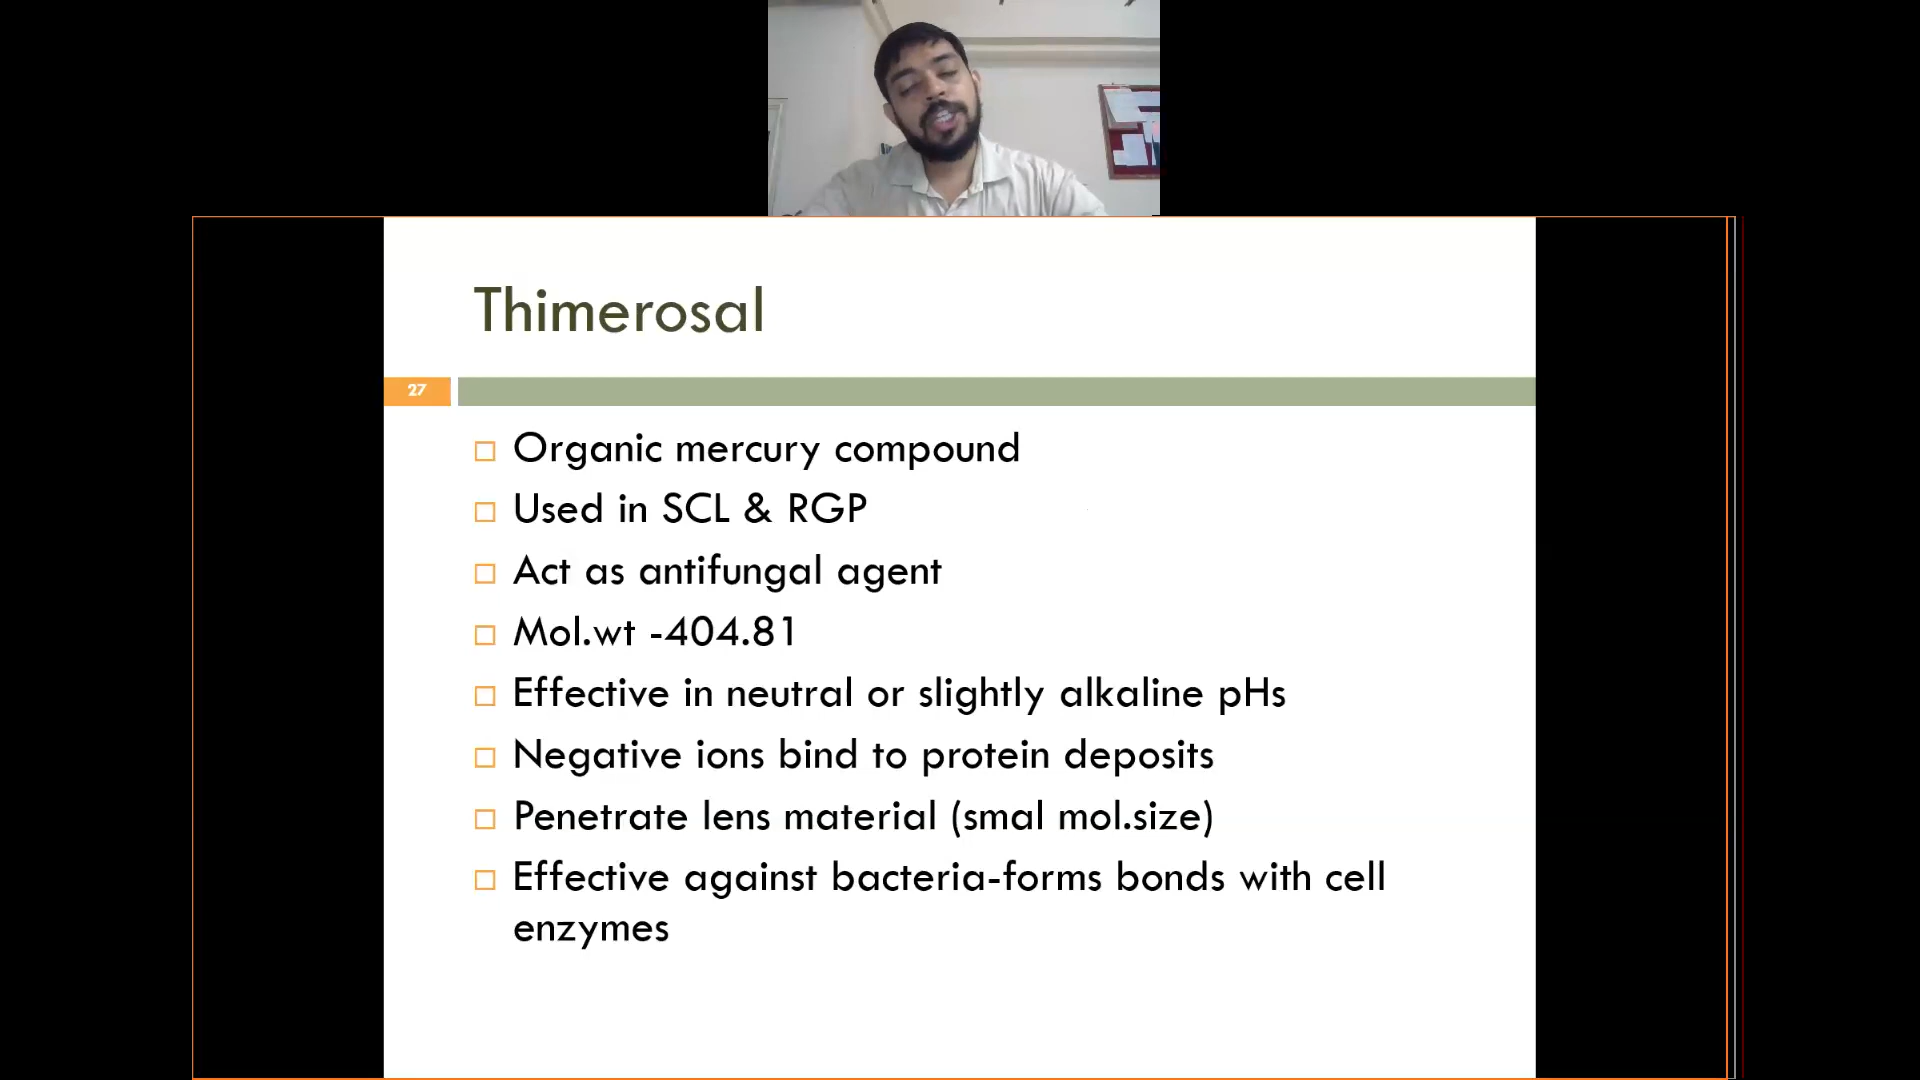 Thimerosal
27
Organic mercury compound
Used in SCL & RGP
Act as antifungal agent
Mol.wt -404.81
Effective in neutral or slightly alkaline pHs
Negative ions bind to protein deposits
Penetrate lens material (smal mol.size)
Effective against bacteria-forms bonds with cell
enzymes